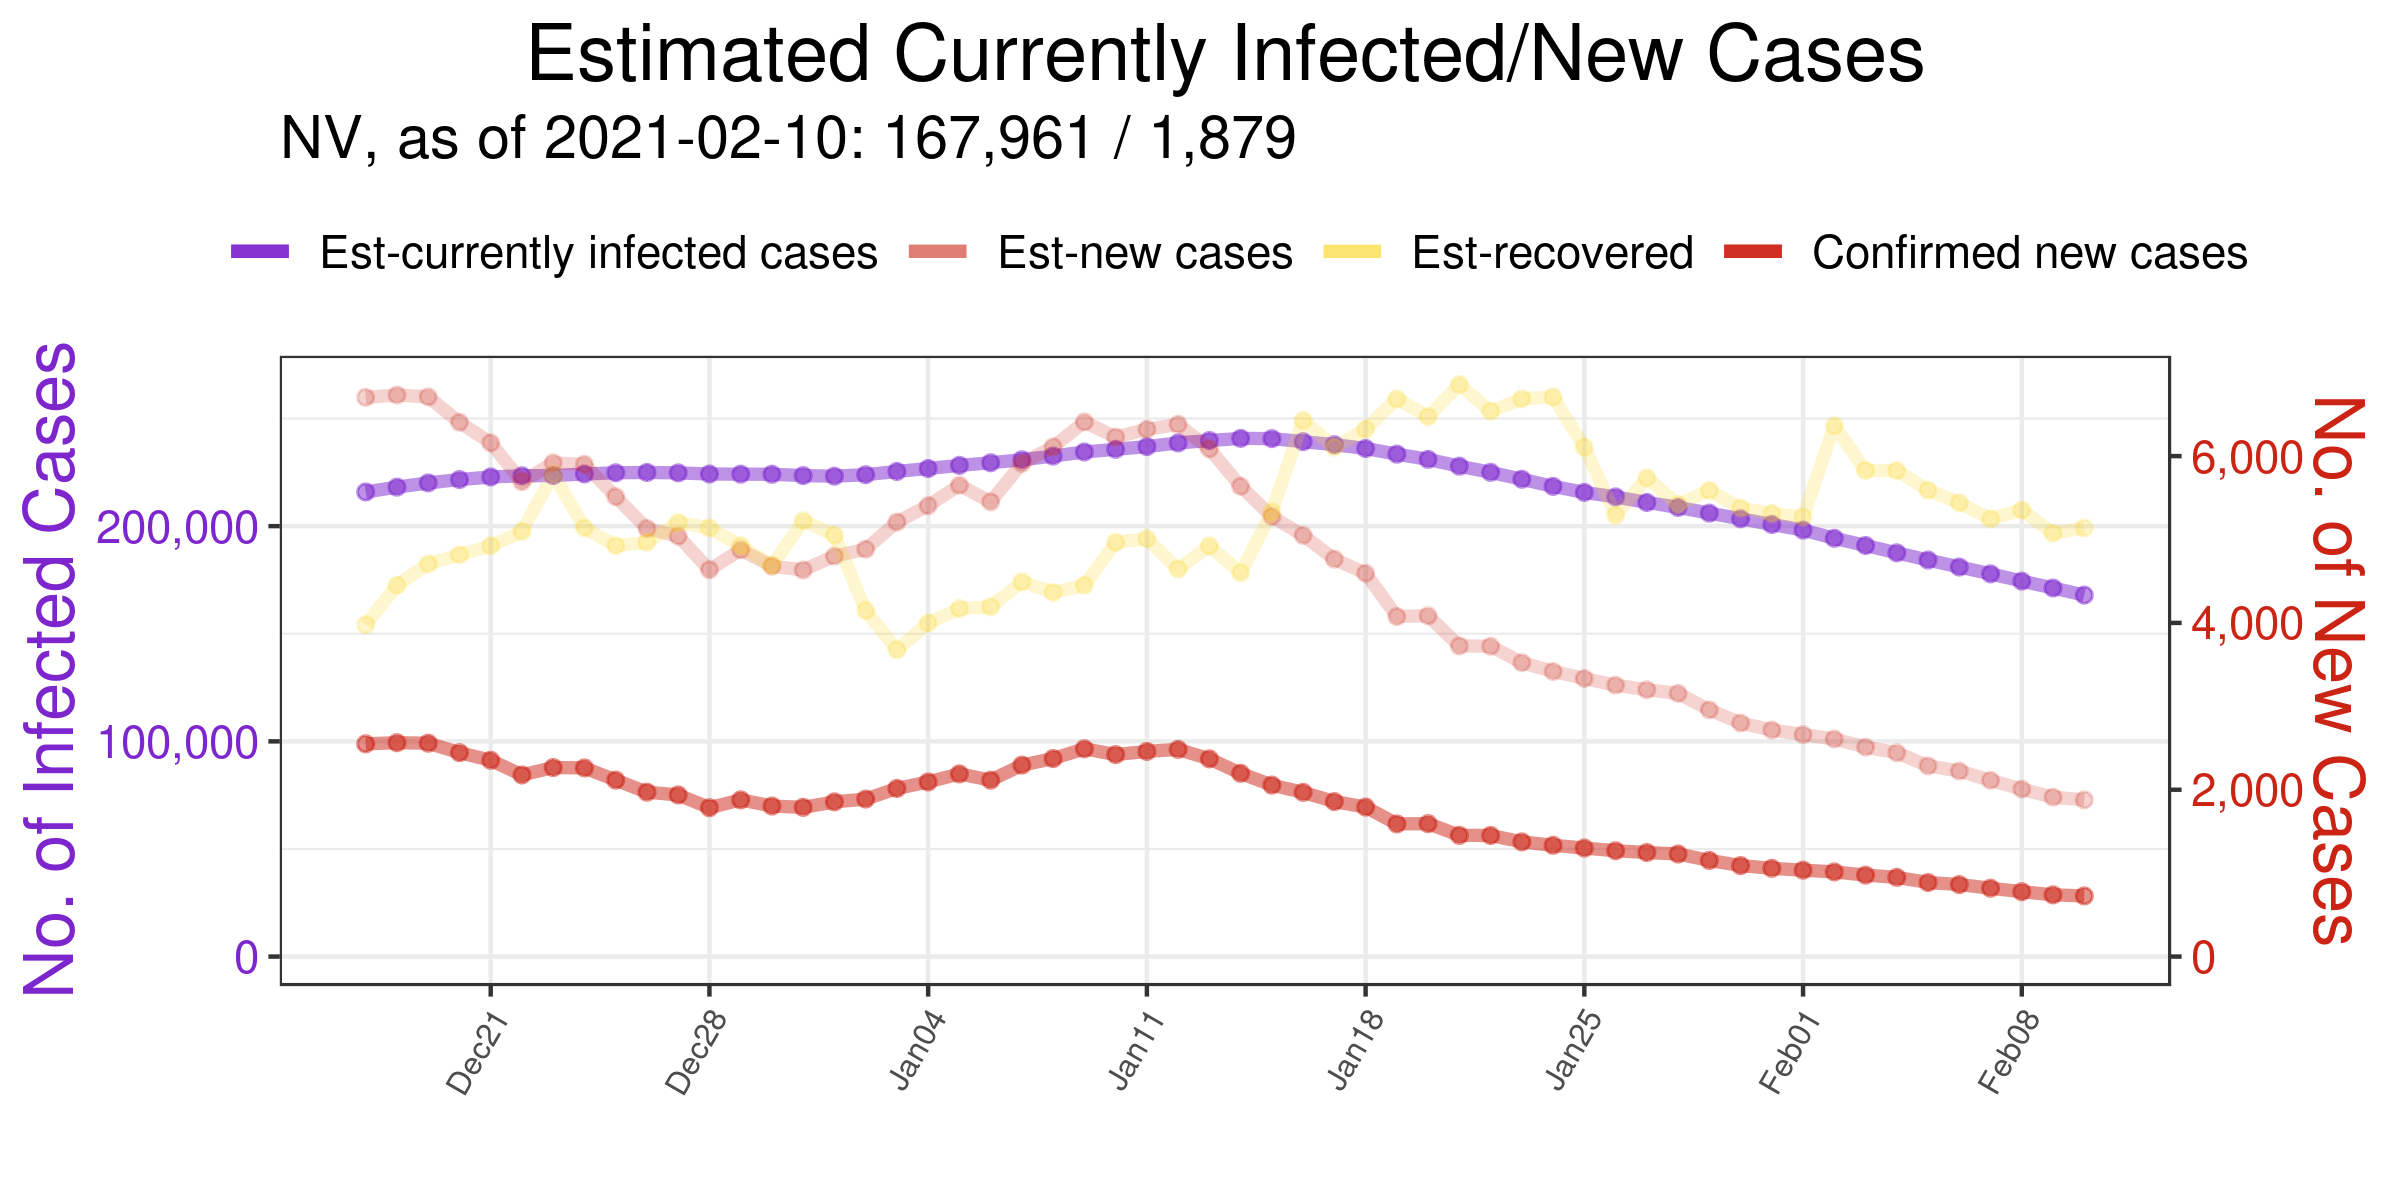 Estimated Currently Infected/New Cases
NV, as of 2021-02-10: 167,961 / 1,879
Est-currently infected cases Est-new cases Est-recovered Confirmed new cases
No. of Infected Cases
200,000
100,000
0
6,000
4,000
2,000
0
No. of New Cases
Dec21 Dec28 Jan04 Jan11 Jan18 Jan25 Feb01 Feb08